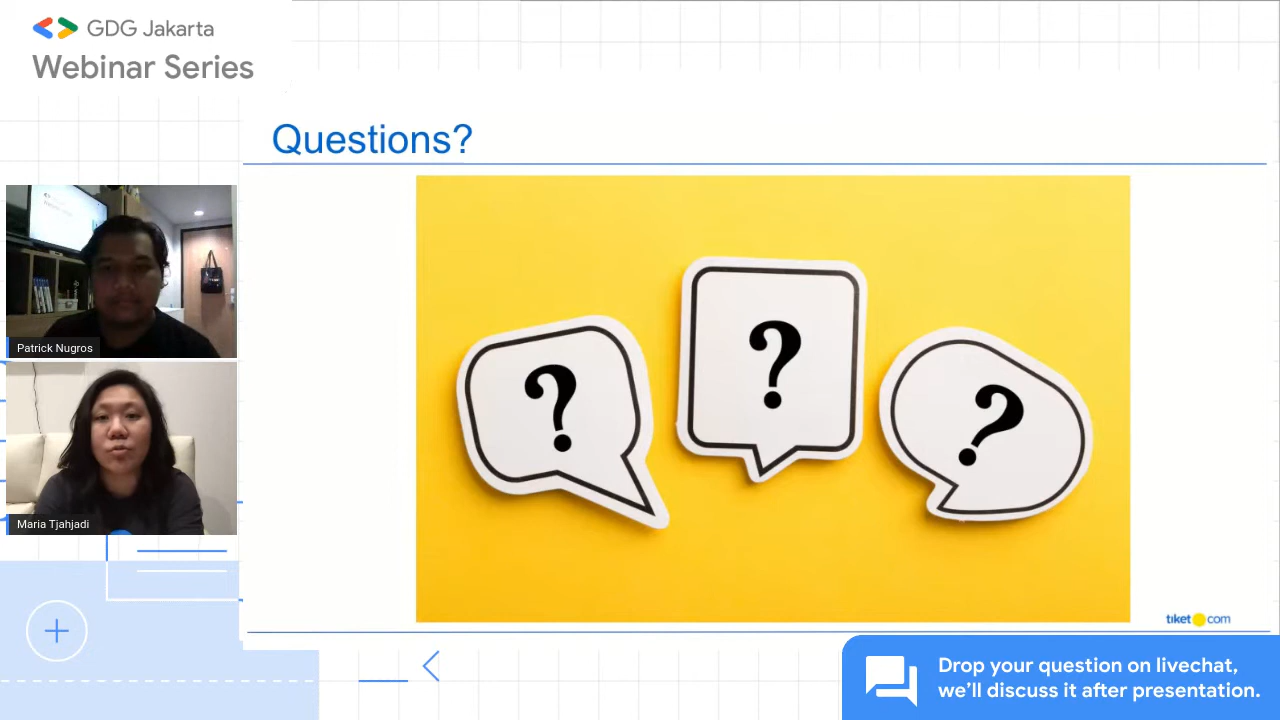 GDG Jakarta
Webinar Series
Questions?
?
?
?
Patrick Nugros
Maria Tjahjadi
tiket.com
Drop your question on livechat,
we'll discuss it after presentation.